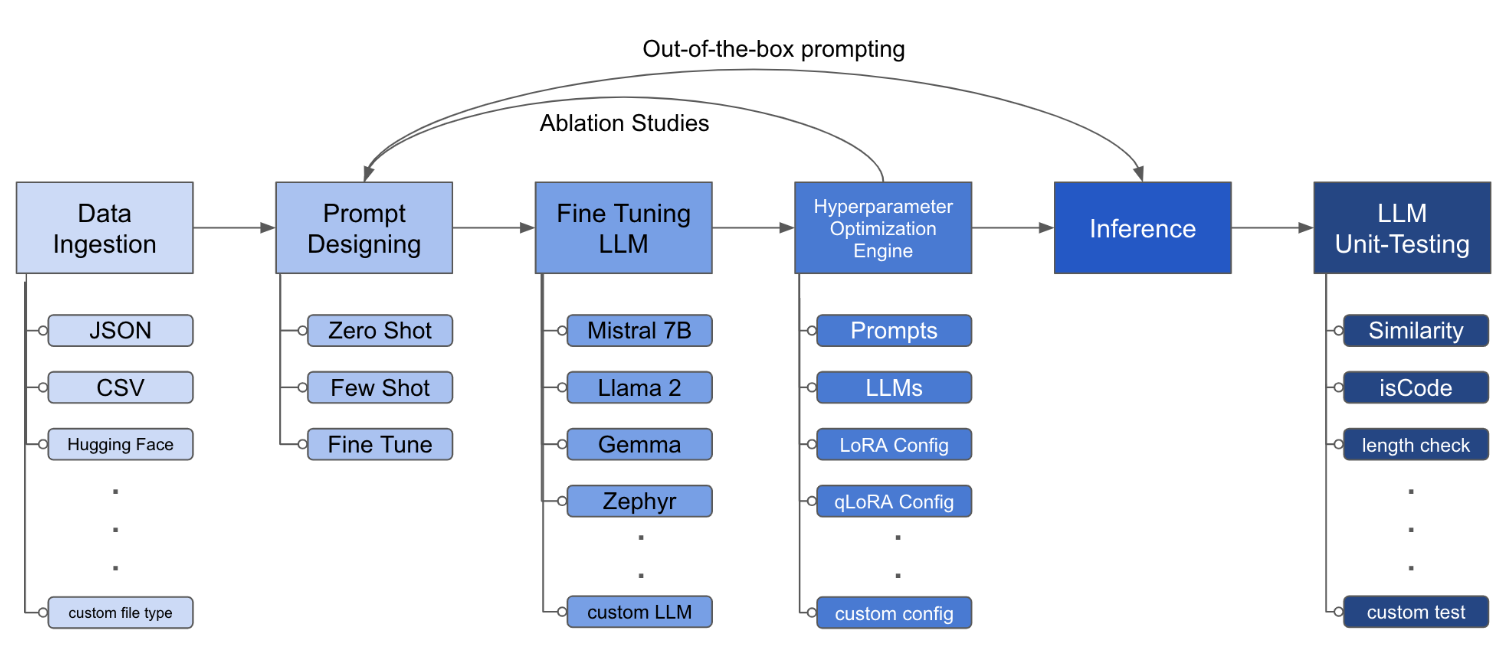 Out-of-the-box prompting
Ablation Studies
Data
Ingestion
JSON
CSV
Hugging Face
custom file type
Prompt
Designing
Zero Shot
Few Shot
Fine Tune
Fine Tuning
LLM
Mistral 7B
Llama 2
Gemma
Zephyr
custom LLM
Hyperparameter
Optimization
Engine
Prompts
LLMs
LoRA Config
qLoRA Config
custom config
Inference
LLM
Unit-Testing
Similarity
isCode
length check
custom test